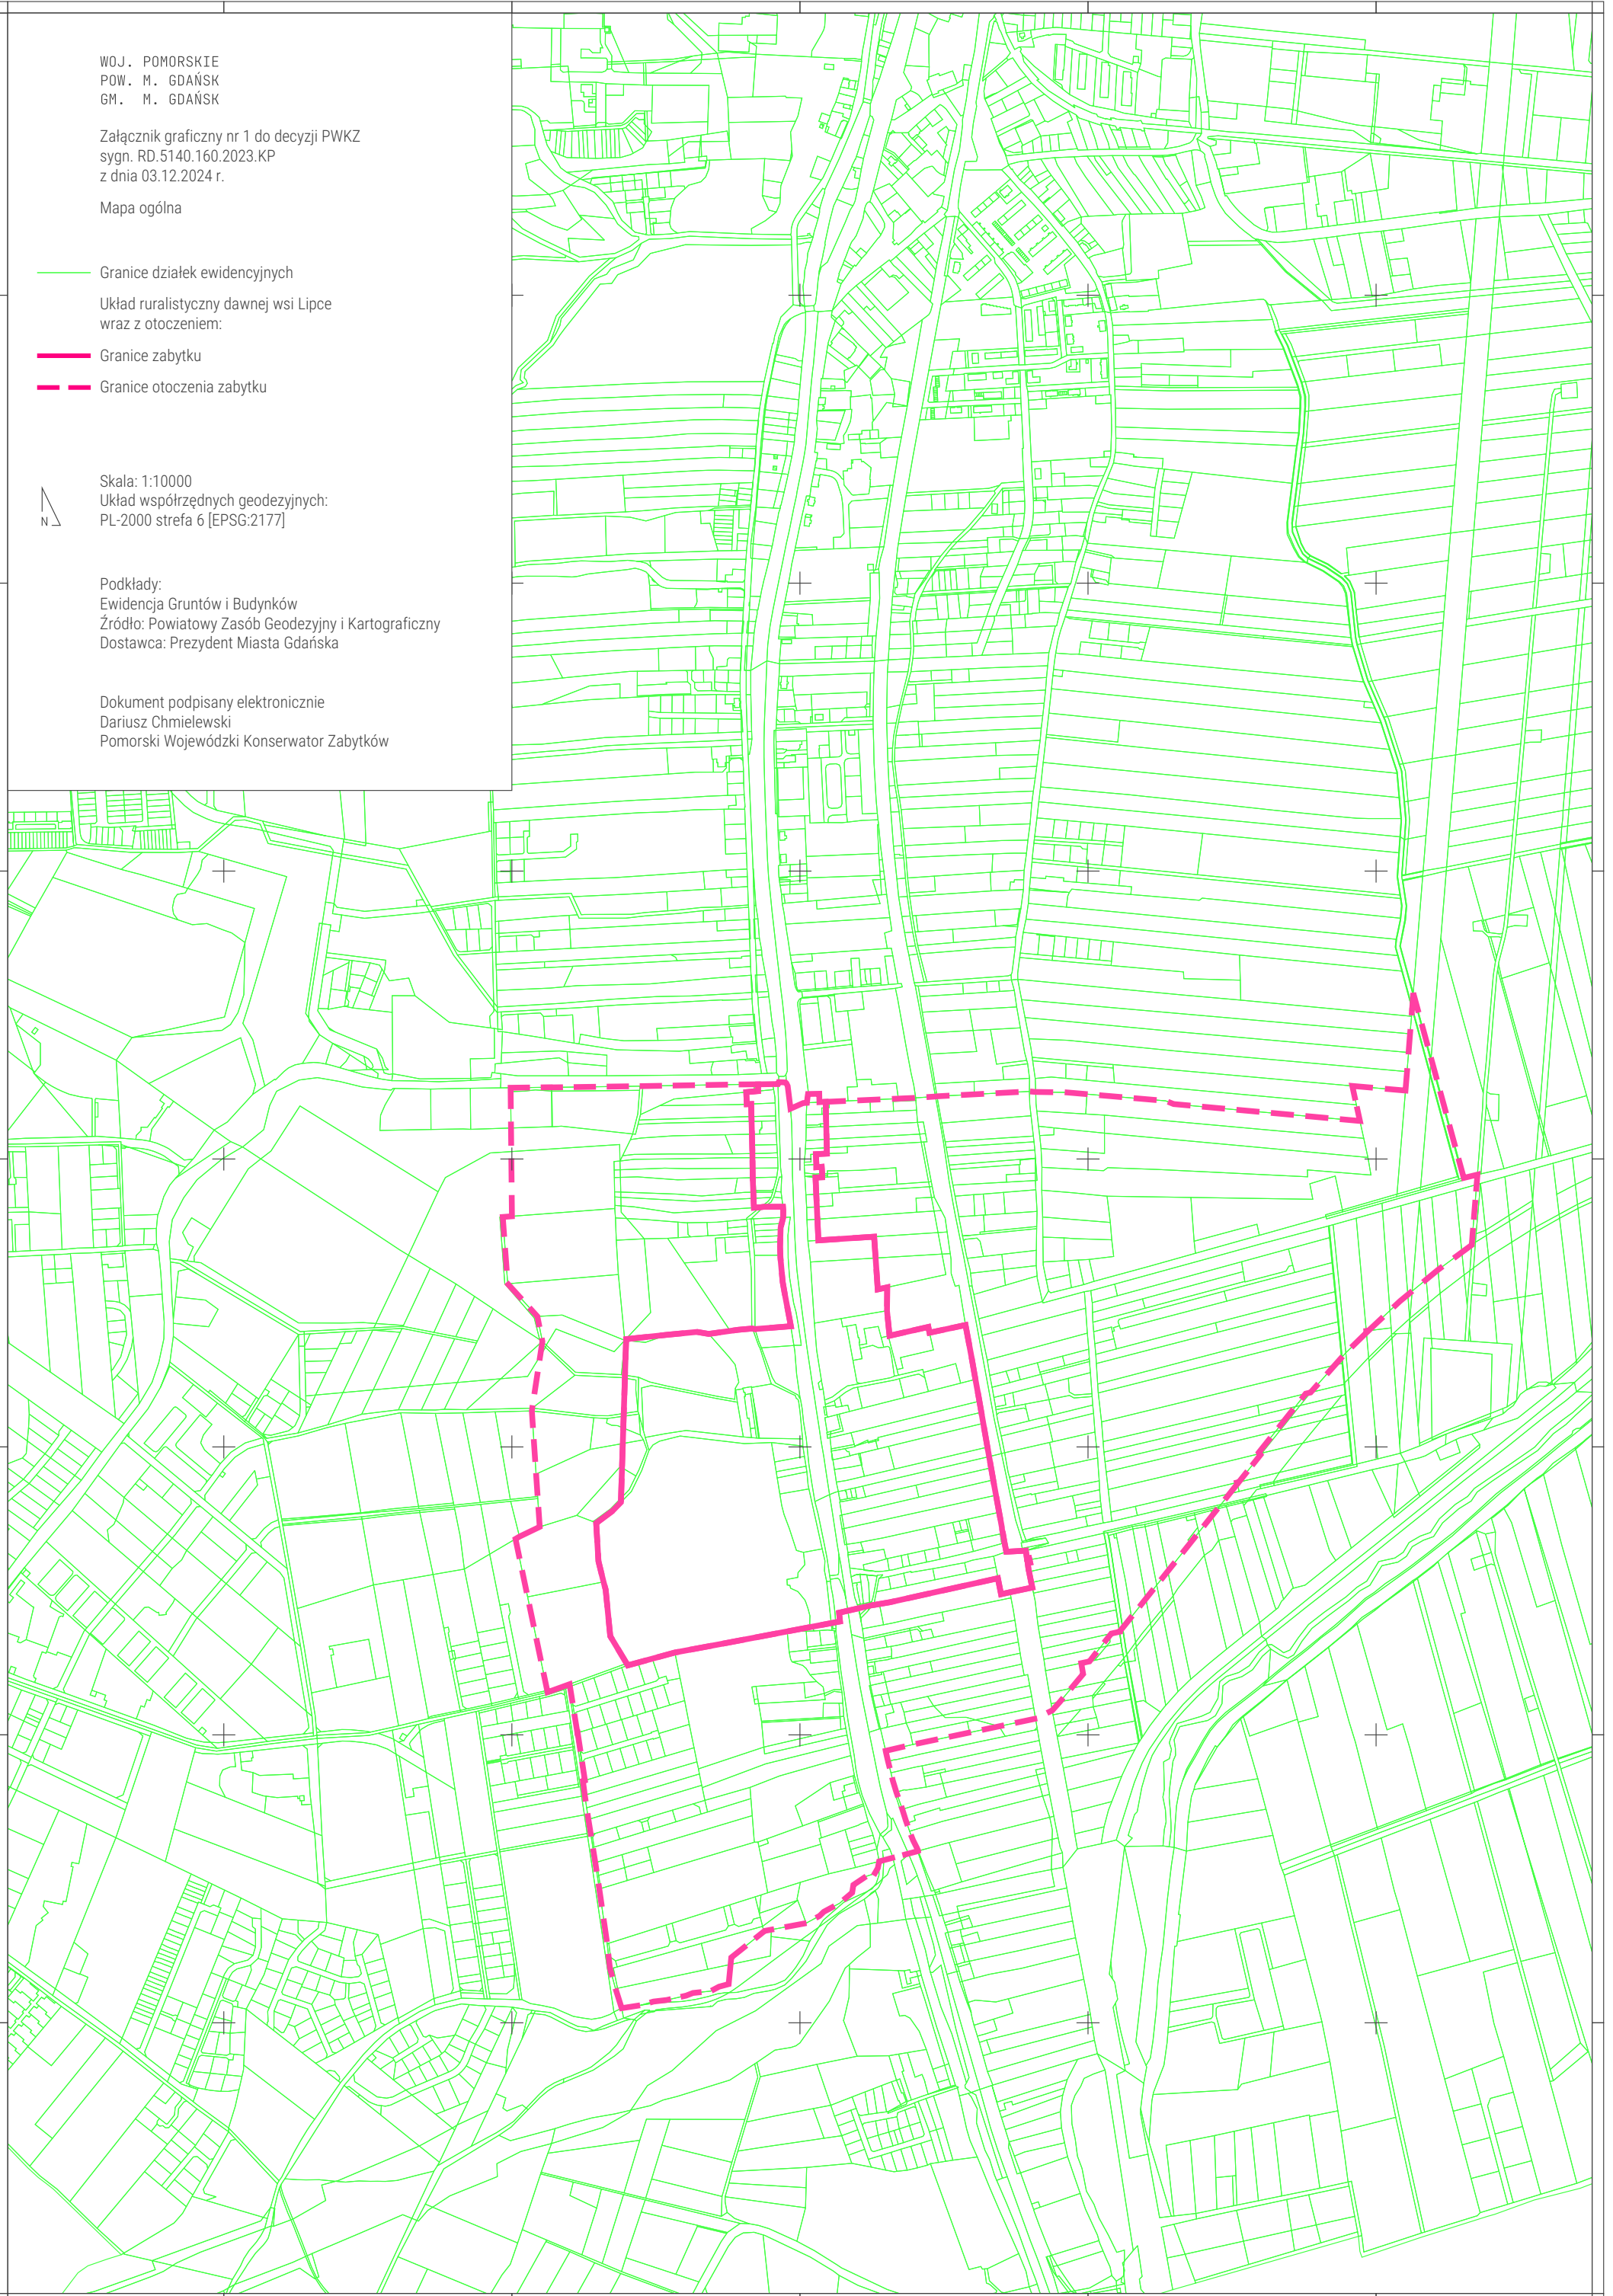 WOJ. POMORSKIE
POW. M. GDAŃSK
GM. M. GDAŃSK
Załącznik graficzny nr 1 do decyzji PWKZ
sygn. RD.5140.160.2023.KP
z dnia 03.12.2024 r.
Mapa ogólna
Granice działek ewidencyjnych
Układ ruralistyczny dawnej wsi Lipce
wraz z otoczeniem:
Granice zabytku
Granice otoczenia zabytku
Skala: 1:10000
Układ współrzędnych geodezyjnych:
PL-2000 strefa 6 [EPSG:2177]
N
Podkłady:
Ewidencja Gruntów i Budynków
Źródło: Powiatowy Zasób Geodezyjny i Kartograficzny
Dostawca: Prezydent Miasta Gdańska
Dokument podpisany elektronicznie
Dariusz Chmielewski
Pomorski Wojewódzki Konserwator Zabytków